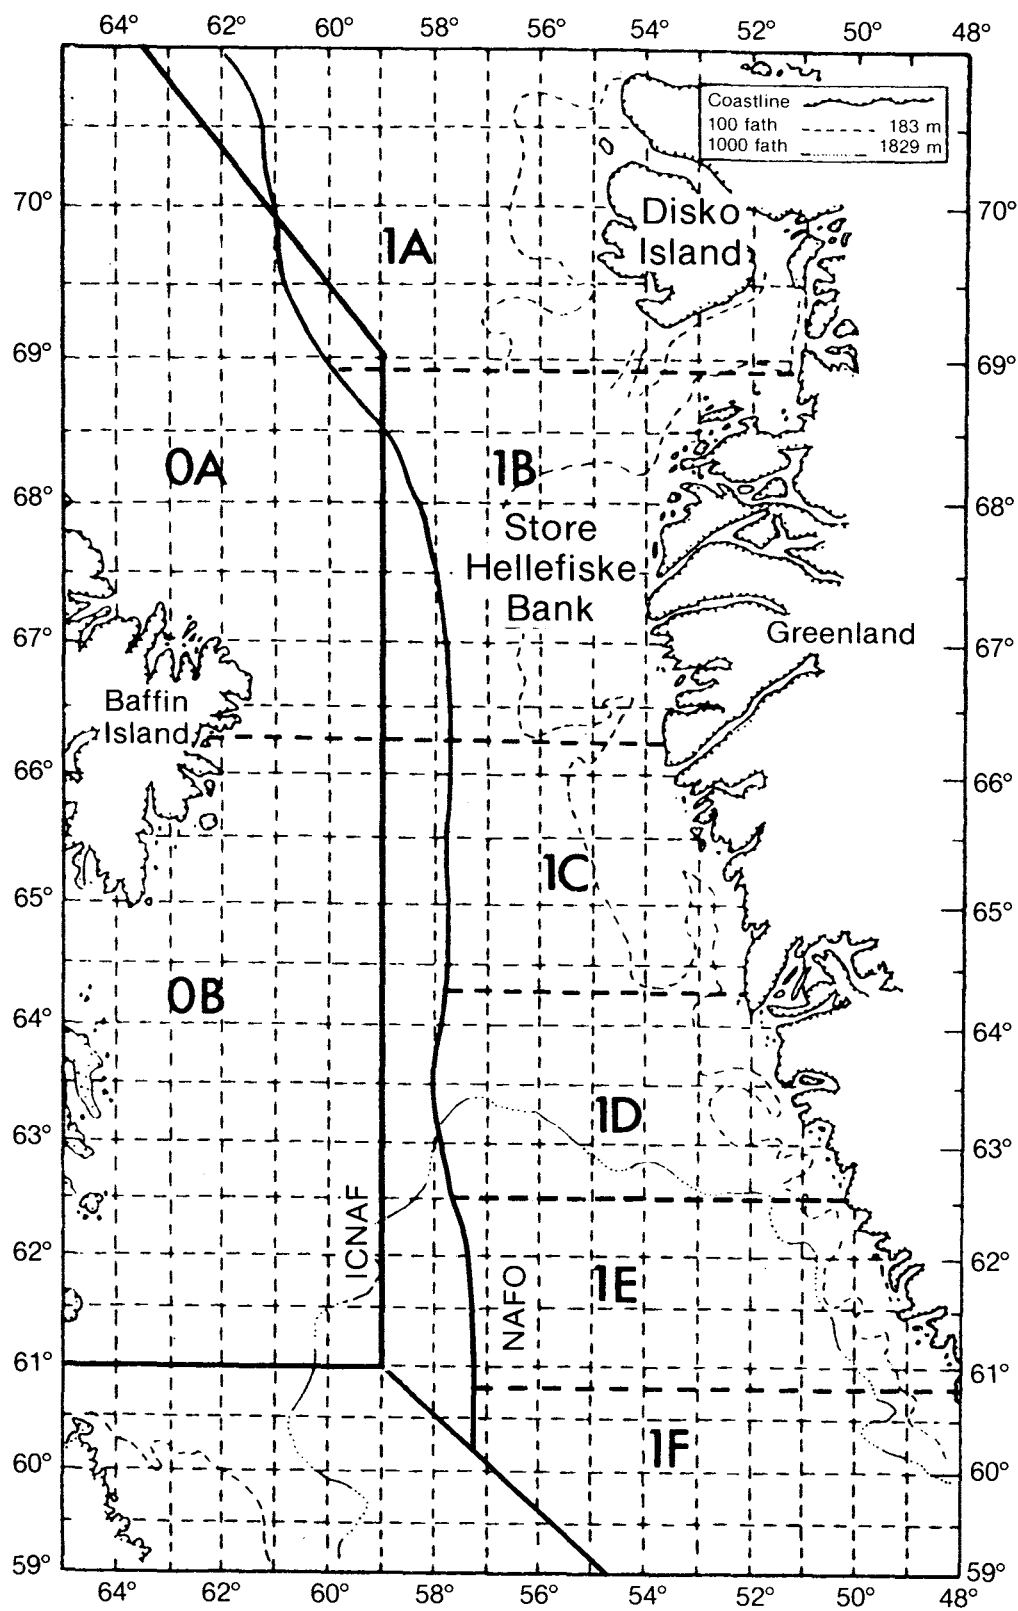 64° 62° 60° 58° 56° 54° 52° 50° 48°
Coastline
100 fath 183 m
1000 fath 1829 m
70° 70°
Disko
Island
1A
69° 69°
0A 1B
68° 68°
Store
Hellefiske
Bank
67° 67°
Greenland
Baffin
Island
66° 66°
1C
65° 65°
0B
64° 64°
1D
63° 63°
ICNAF
62° 62°
NAFO
1E
61° 61°
1F
60° 60°
59° 59°
64° 62° 60° 58° 56° 54° 52° 50° 48°